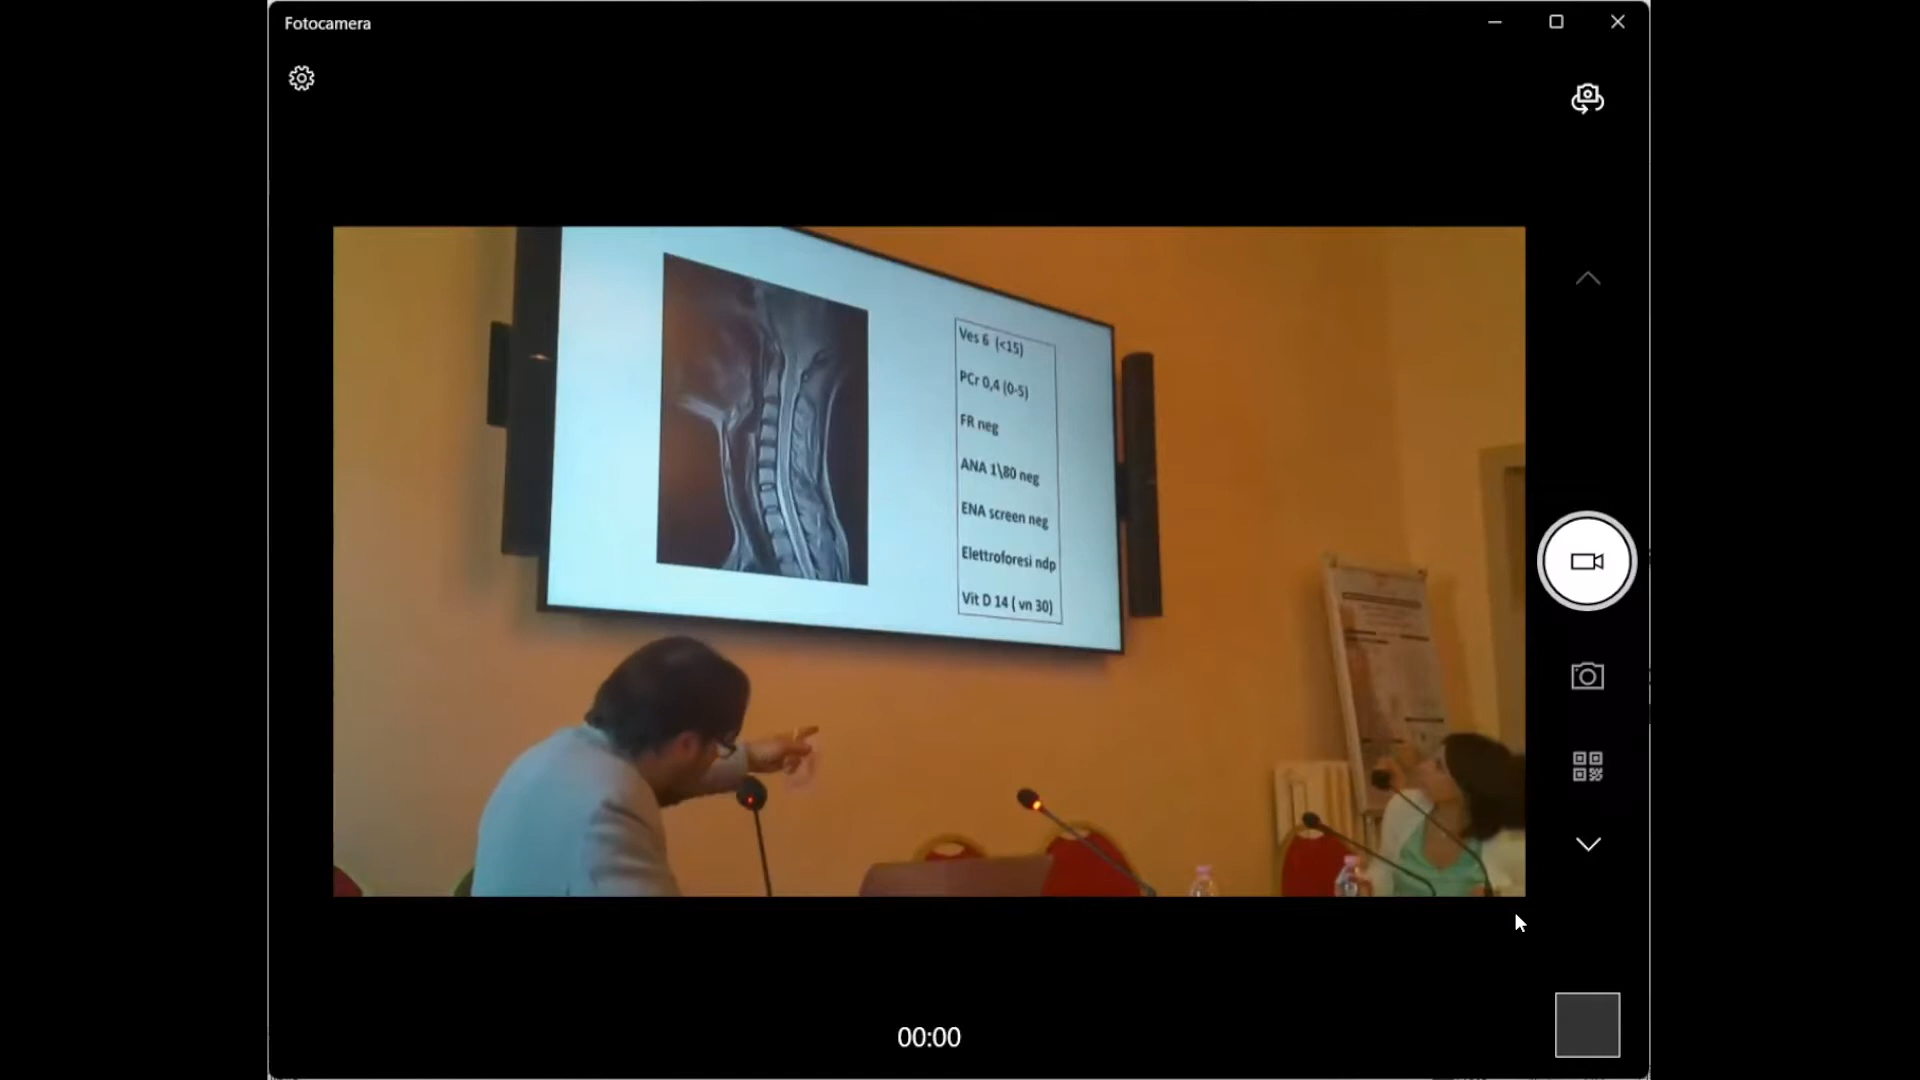 Fotocamera
Ves 6 (<15)
PCr 0,4 (0-5)
FR neg
ANA 1\80 neg
ENA screen neg
Elettroforesi ndp
Vit D 14 ( vn 30)
00:00